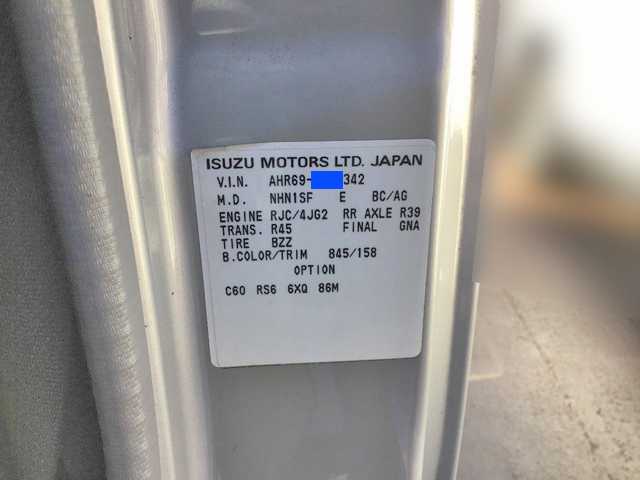 ISUZU MOTORS LTD. JAPAN
V.I.N. AHR69- 342
M.D. NHN1SF E BC/AG
ENGINE RJC/4JG2 RR AXLE R39
TRANS. R45 FINAL GNA
TIRE BZZ
B.COLOR/TRIM 845/158
OPTION
C60 RS6 6XQ 86M